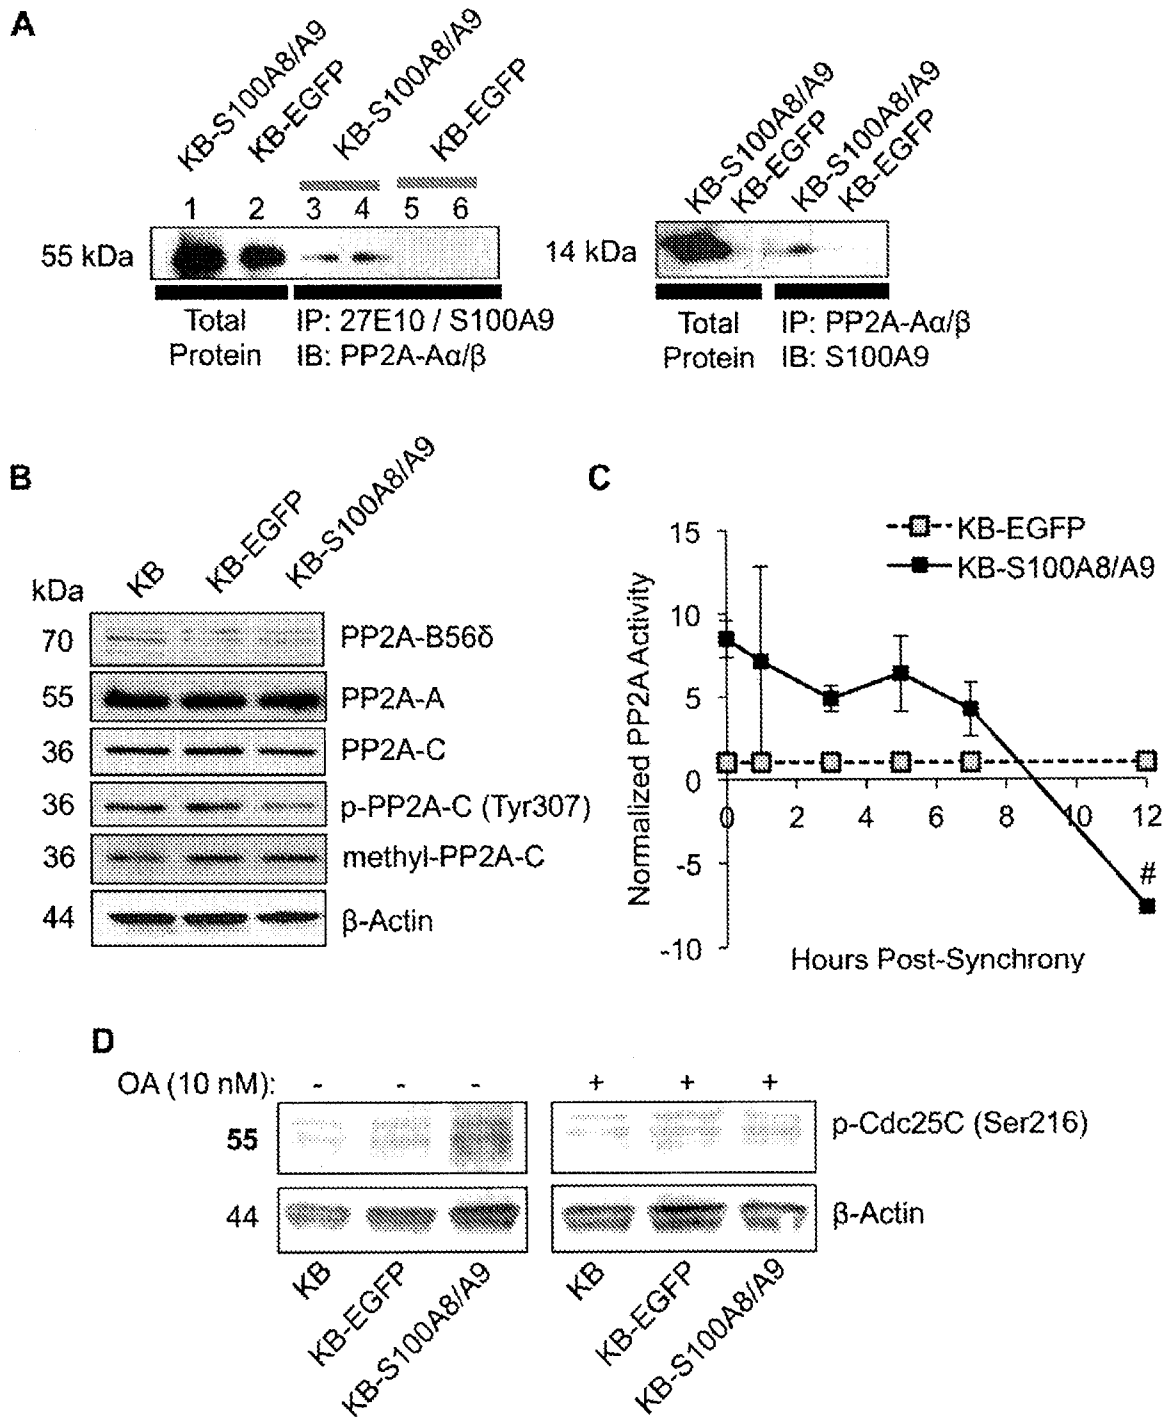 A
KB-S100A8/A9
KB-EGFP
KB-S100A8/A9
KB-EGFP
1 2 3 4 5 6
55 kDa
Total Protein
IP: 27E10 / S100A9
IB: PP2A-Aα/β
KB-S100A8/A9
KB-EGFP
KB-S100A8/A9
KB-EGFP
14 kDa
Total Protein
IP: PP2A-Aα/β
IB: S100A9
B
KB
KB-EGFP
KB-S100A8/A9
kDa
70 PP2A-B56δ
55 PP2A-A
36 PP2A-C
36 p-PP2A-C (Tyr307)
36 methyl-PP2A-C
44 β-Actin
C
KB-EGFP
KB-S100A8/A9
Normalized PP2A Activity
15
10
5
0
-5
-10
0 2 4 6 8 10 12
#
Hours Post-Synchrony
D
OA (10 nM): - - - + + +
55 p-Cdc25C (Ser216)
44 β-Actin
KB
KB-EGFP
KB-S100A8/A9
KB
KB-EGFP
KB-S100A8/A9